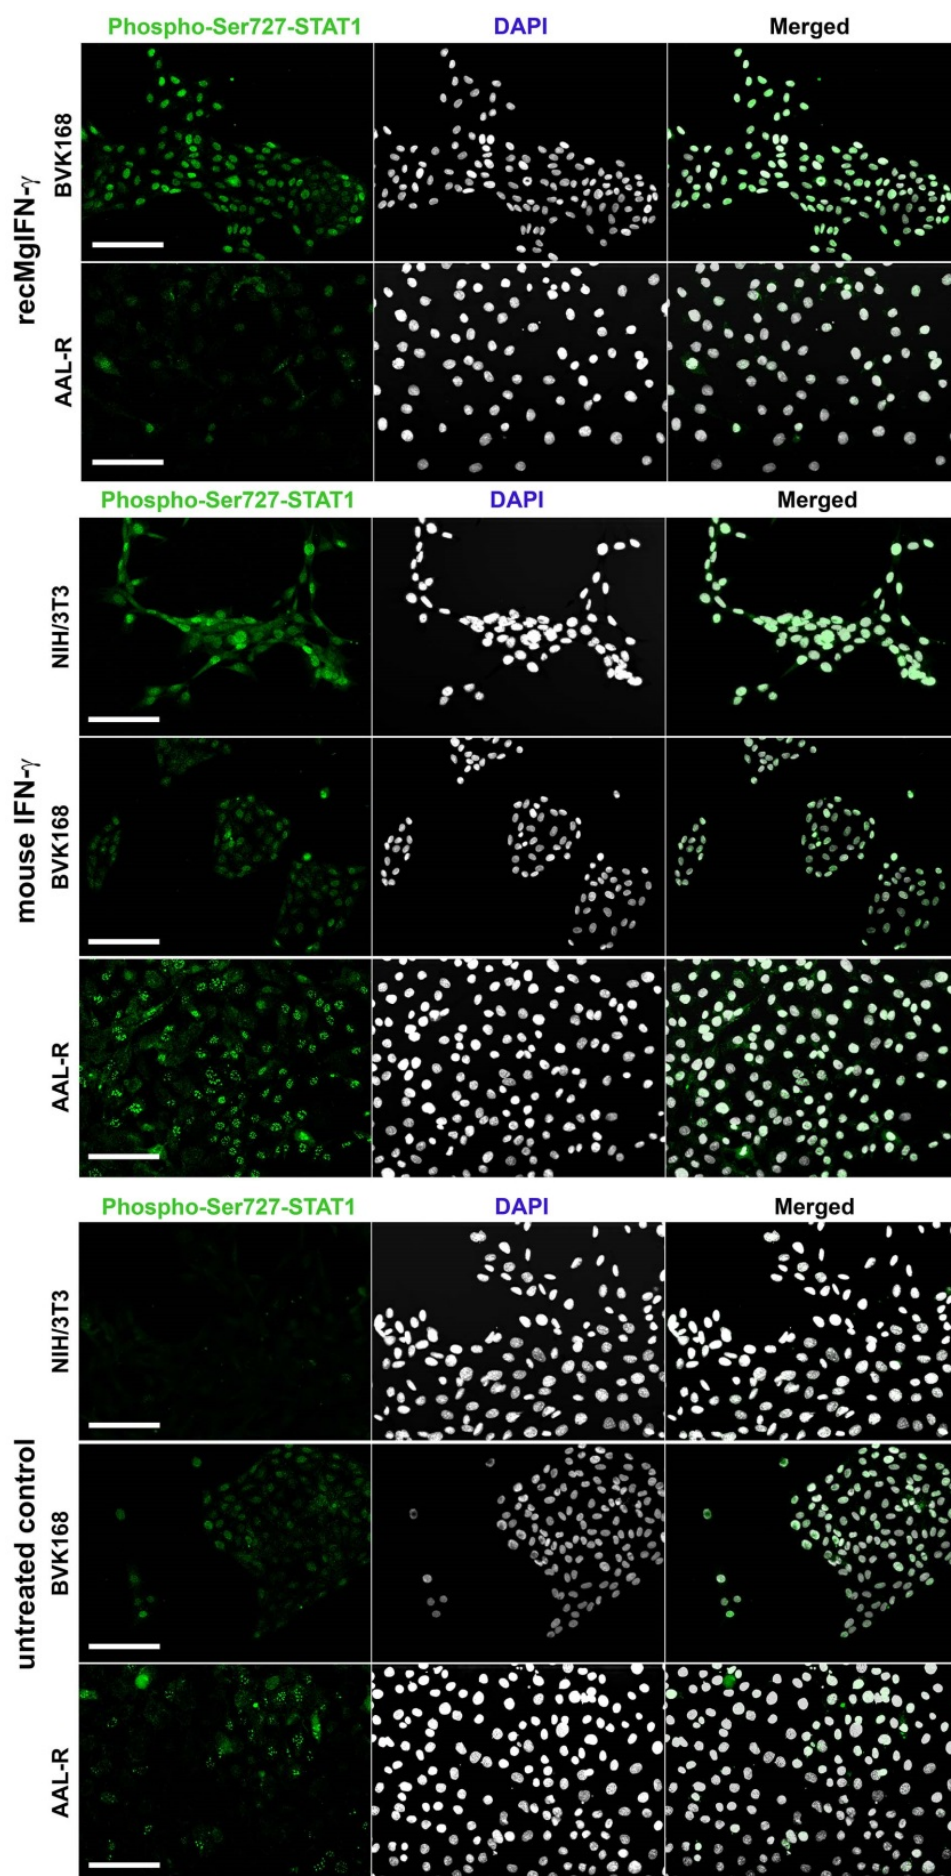 Phospho-Ser727-STAT1 DAPI Merged
recMgIFN-γ
BVK168
AAL-R
Phospho-Ser727-STAT1 DAPI Merged
mouse IFN-γ
NIH/3T3
BVK168
AAL-R
Phospho-Ser727-STAT1 DAPI Merged
untreated control
NIH/3T3
BVK168
AAL-R